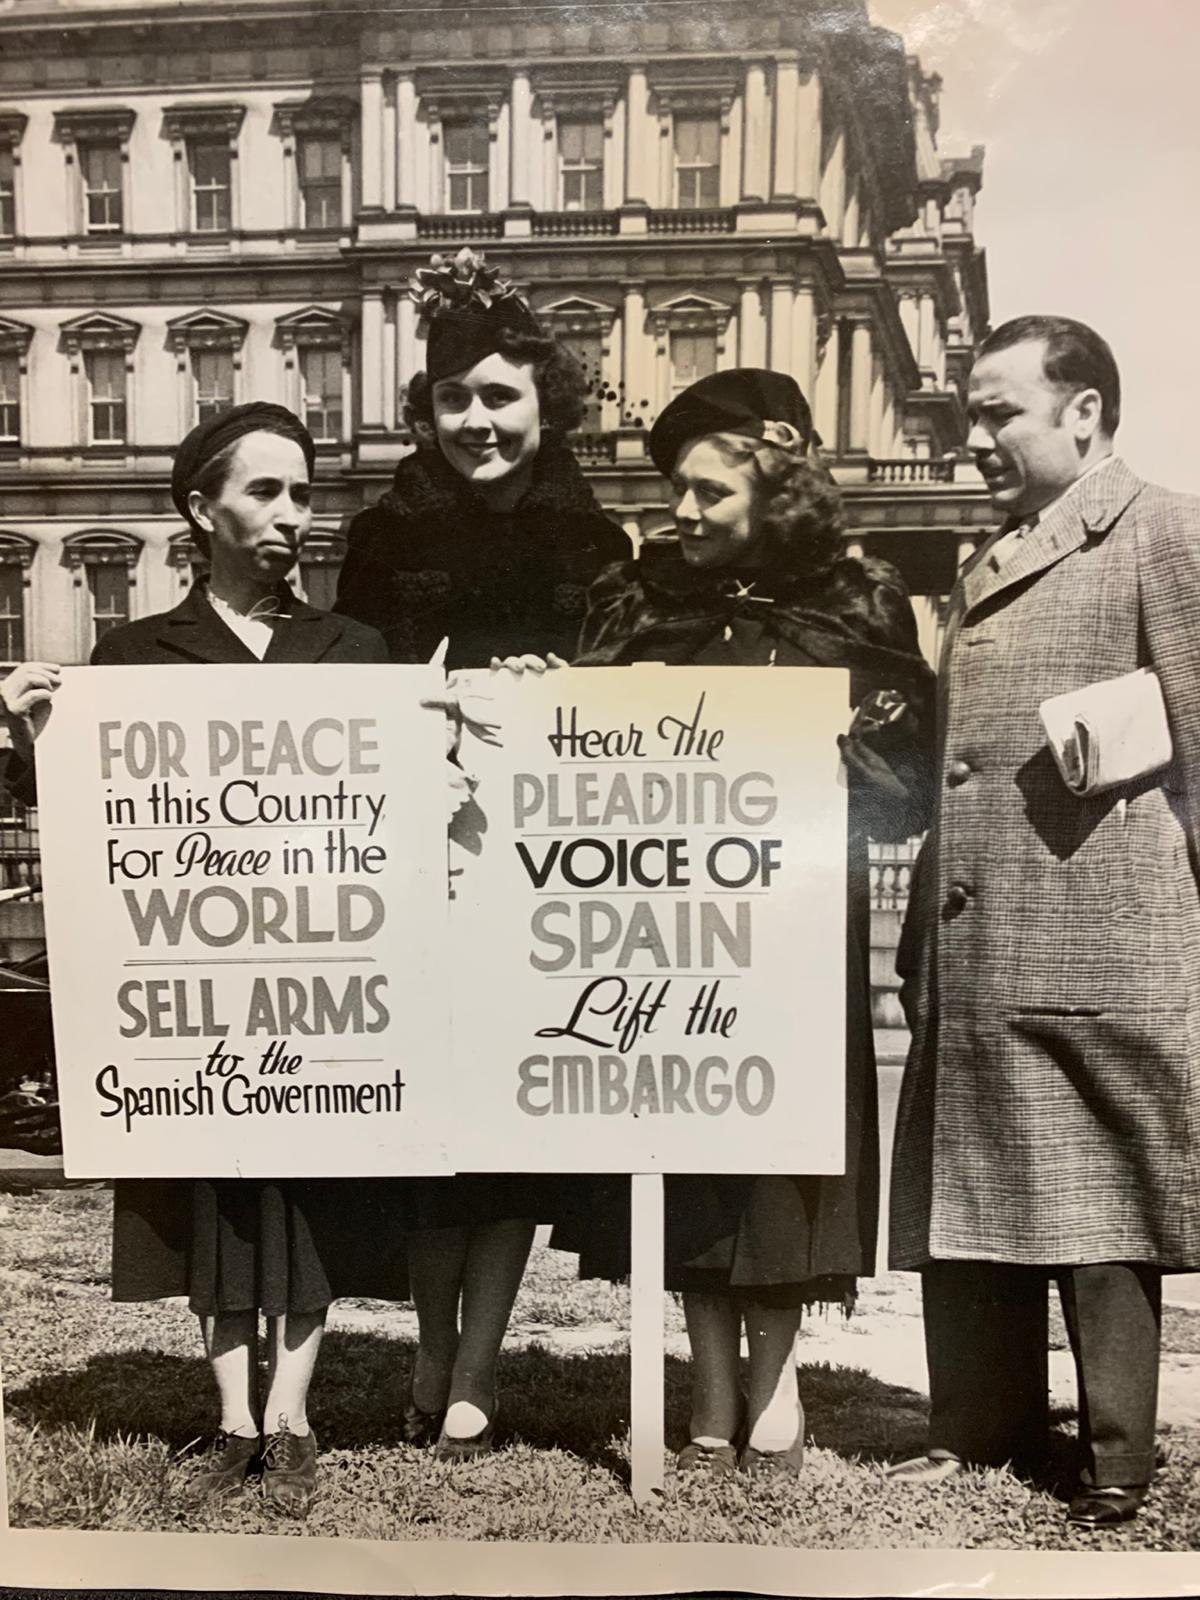 FOR PEACE
in this Country,
For Peace in the
WORLD
SELL ARMS
to the
Spanish Government
Hear The
PLEADING
VOICE OF
SPAIN
Lift the
EMBARGO